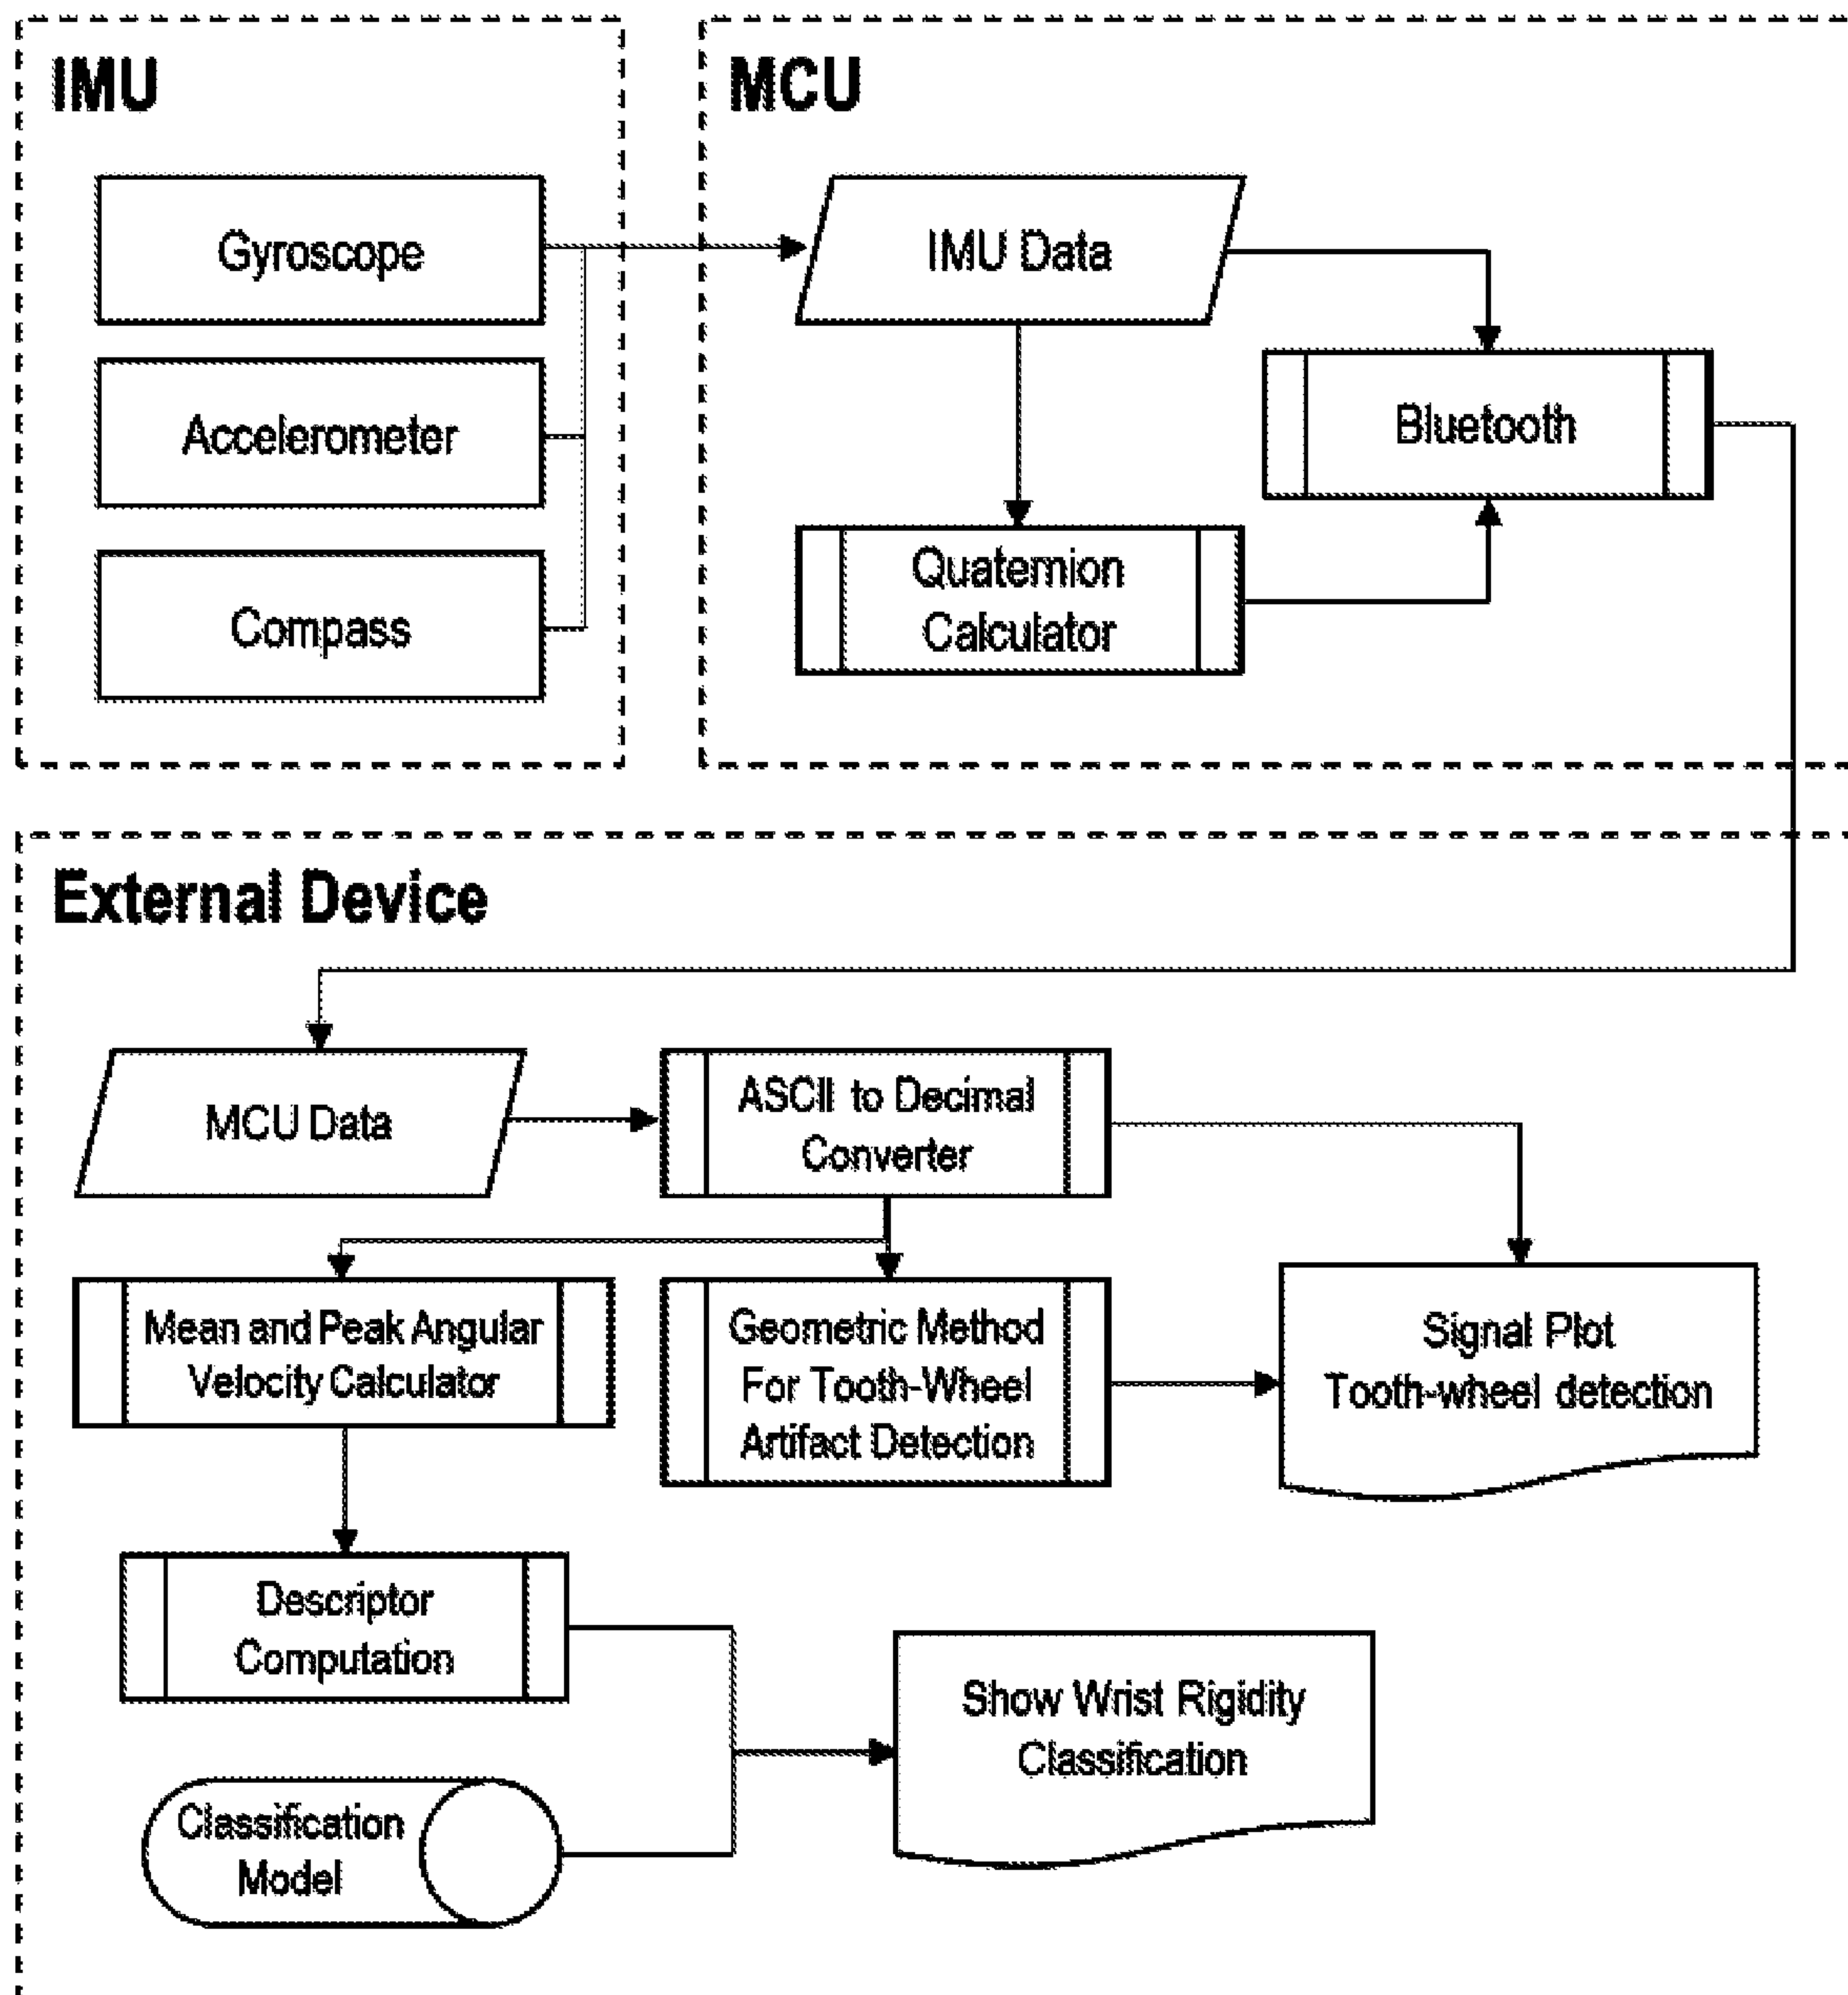 IMU
Gyroscope
Accelerometer
Compass
MCU
IMU Data
Bluetooth
Quaternion
Calculator
External Device
MCU Data
ASCII to Decimal
Converter
Mean and Peak Angular
Velocity Calculator
Geometric Method
For Tooth-Wheel
Artifact Detection
Signal Plot
Tooth-wheel detection
Descriptor
Computation
Classification
Model
Show Wrist Rigidity
Classification